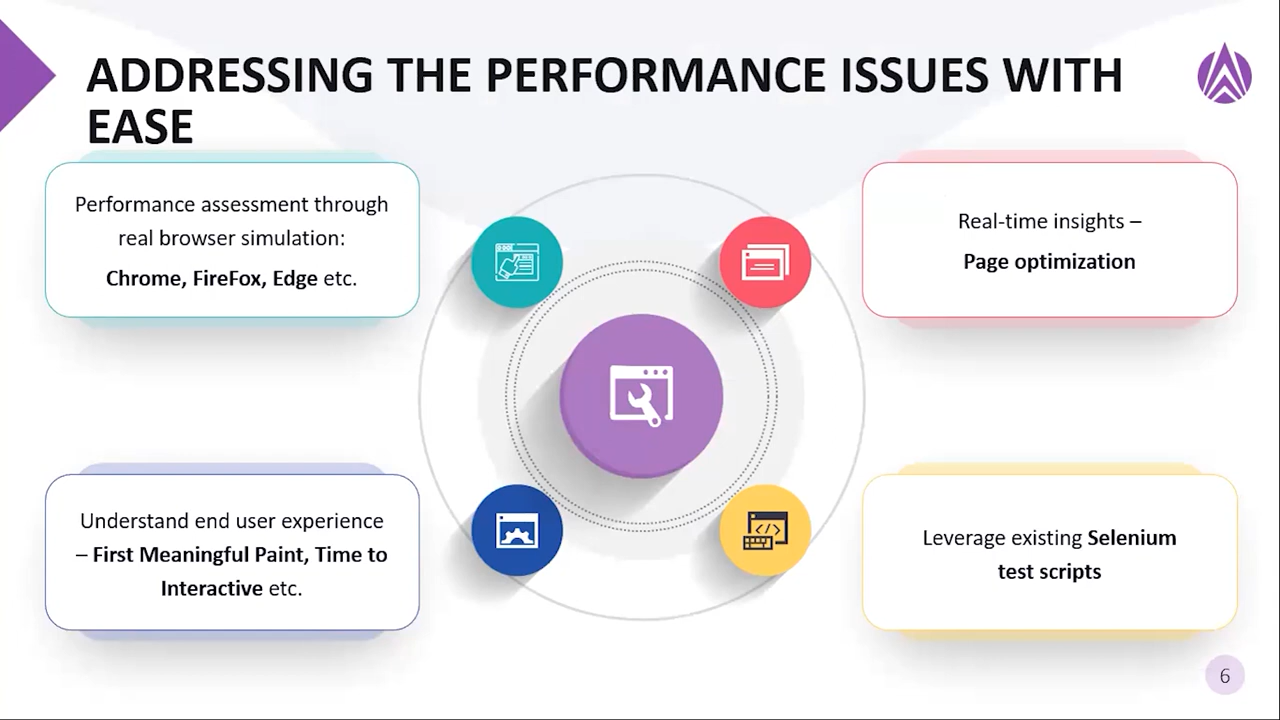 ADDRESSING THE PERFORMANCE ISSUES WITH
EASE
Performance assessment through
real browser simulation:
Chrome, FireFox, Edge etc.
Real-time insights –
Page optimization
Understand end user experience
– First Meaningful Paint, Time to
Interactive etc.
Leverage existing Selenium
test scripts
6